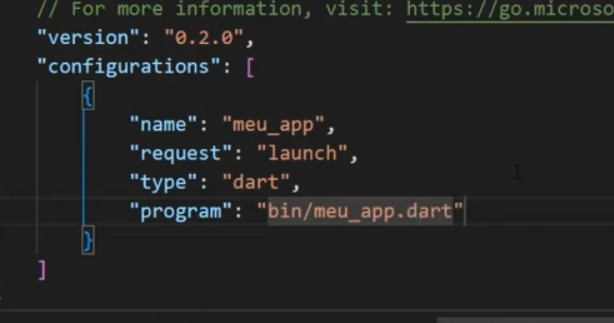 // For more information, visit: https://go.microso
"version": "0.2.0",
"configurations": [
{
"name": "meu_app",
"request": "launch",
"type": "dart",
"program": "bin/meu_app.dart"
}
]